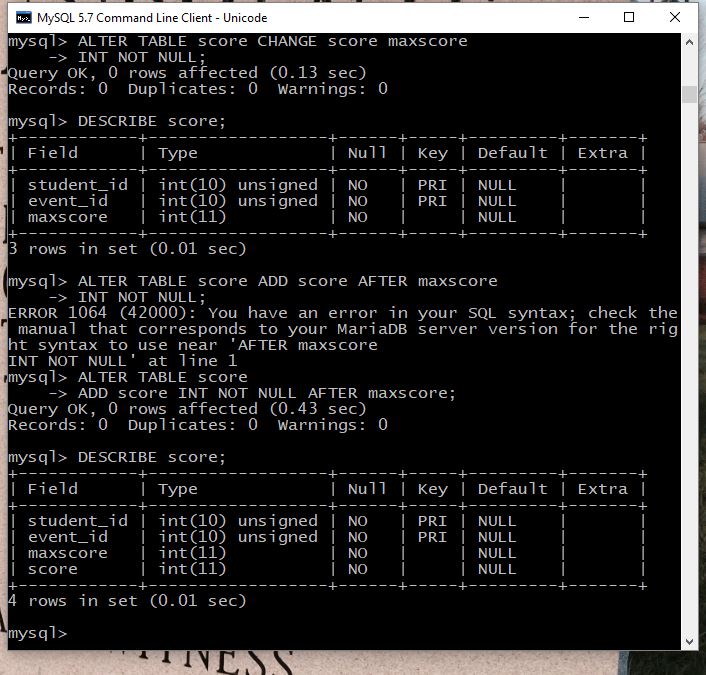 MySQL 5.7 Command Line Client - Unicode
mysql> ALTER TABLE score CHANGE score maxscore
    -> INT NOT NULL;
Query OK, 0 rows affected (0.13 sec)
Records: 0  Duplicates: 0  Warnings: 0

mysql> DESCRIBE score;
+------------+------------------+------+-----+---------+-------+
| Field      | Type             | Null | Key | Default | Extra |
+------------+------------------+------+-----+---------+-------+
| student_id | int(10) unsigned | NO   | PRI | NULL    |       |
| event_id   | int(10) unsigned | NO   | PRI | NULL    |       |
| maxscore   | int(11)          | NO   |     | NULL    |       |
+------------+------------------+------+-----+---------+-------+
3 rows in set (0.01 sec)

mysql> ALTER TABLE score ADD score AFTER maxscore
    -> INT NOT NULL;
ERROR 1064 (42000): You have an error in your SQL syntax; check the
 manual that corresponds to your MariaDB server version for the rig
ht syntax to use near 'AFTER maxscore
INT NOT NULL' at line 1
mysql> ALTER TABLE score
    -> ADD score INT NOT NULL AFTER maxscore;
Query OK, 0 rows affected (0.43 sec)
Records: 0  Duplicates: 0  Warnings: 0

mysql> DESCRIBE score;
+------------+------------------+------+-----+---------+-------+
| Field      | Type             | Null | Key | Default | Extra |
+------------+------------------+------+-----+---------+-------+
| student_id | int(10) unsigned | NO   | PRI | NULL    |       |
| event_id   | int(10) unsigned | NO   | PRI | NULL    |       |
| maxscore   | int(11)          | NO   |     | NULL    |       |
| score      | int(11)          | NO   |     | NULL    |       |
+------------+------------------+------+-----+---------+-------+
4 rows in set (0.01 sec)

mysql>